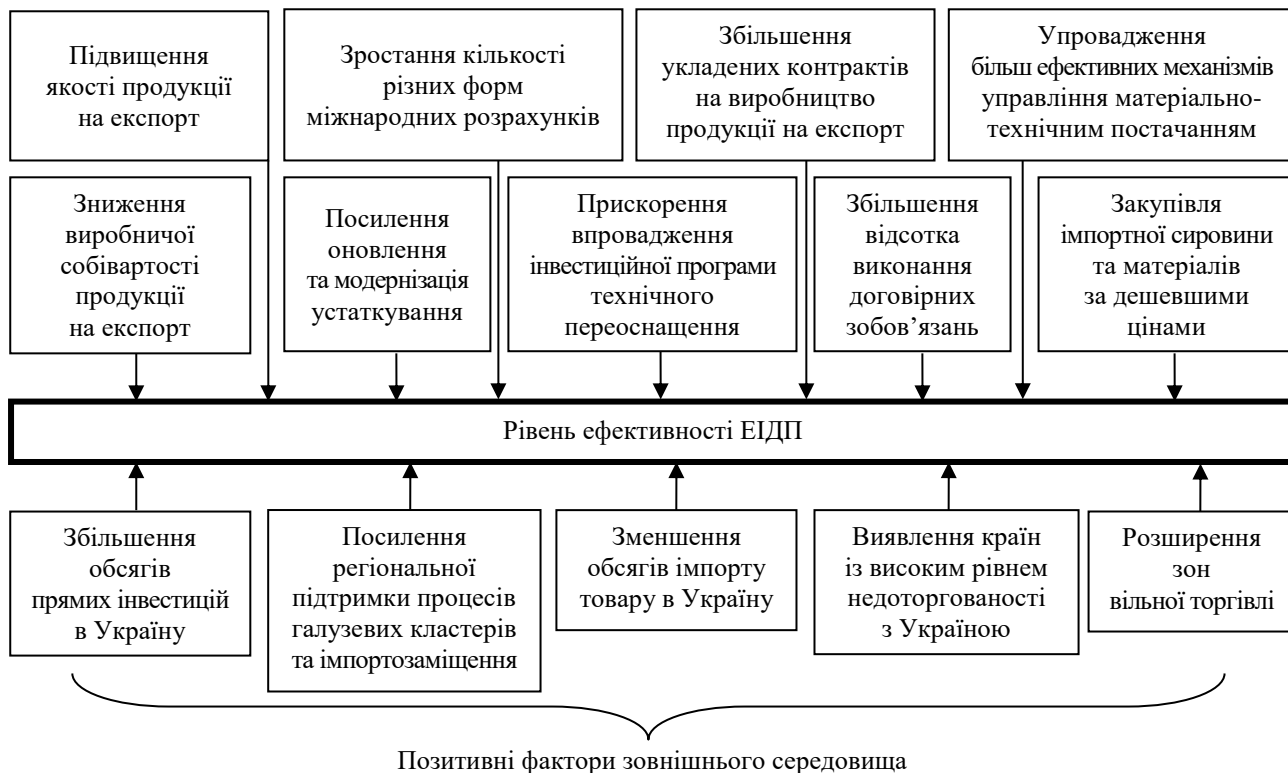 Підвищення
якості продукції
на експорт
Зростання кількості
різних форм
міжнародних розрахунків
Збільшення
укладених контрактів
на виробництво
продукції на експорт
Упровадження
більш ефективних механізмів
управління матеріально-
технічним постачанням
Зниження
виробничої
собівартості
продукції
на експорт
Посилення
оновлення
та модернізація
устаткування
Прискорення
впровадження
інвестиційної програми
технічного
переоснащення
Збільшення
відсотка
виконання
договірних
зобов’язань
Закупівля
імпортної сировини
та матеріалів
за дешевшими
цінами
Рівень ефективності ЕІДП
Збільшення
обсягів
прямих інвестицій
в Україну
Посилення
регіональної
підтримки процесів
галузевих кластерів
та імпортозаміщення
Зменшення
обсягів імпорту
товару в Україну
Виявлення країн
із високим рівнем
недоторгованості
з Україною
Розширення
зон
вільної торгівлі
Позитивні фактори зовнішнього середовища